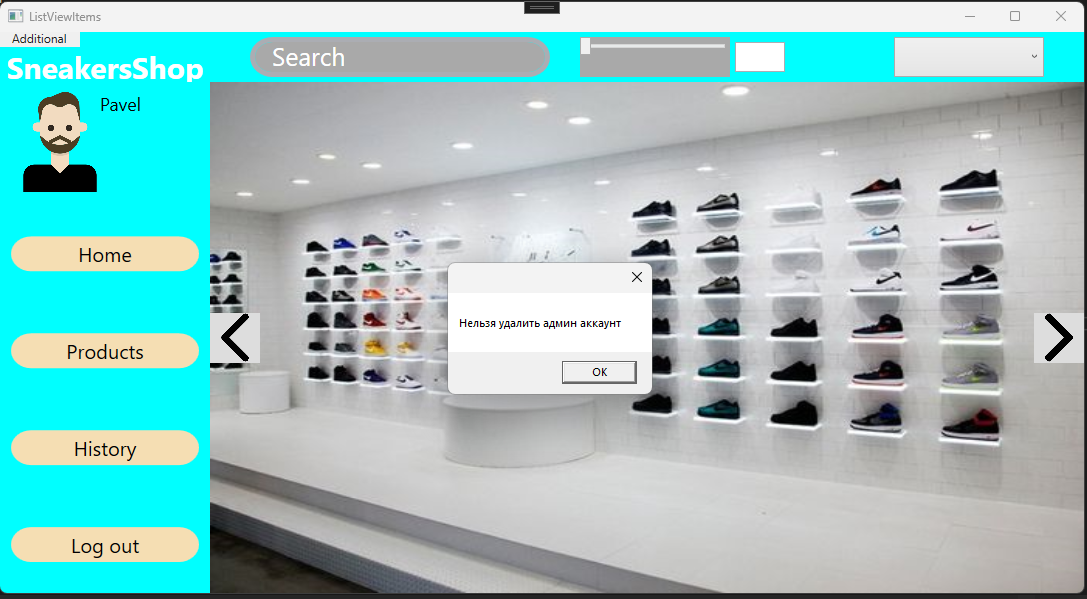 ListViewItems
Additional
SneakersShop
Search
Pavel
Home
Products
History
Log out
Нельзя удалить админ аккаунт
OK